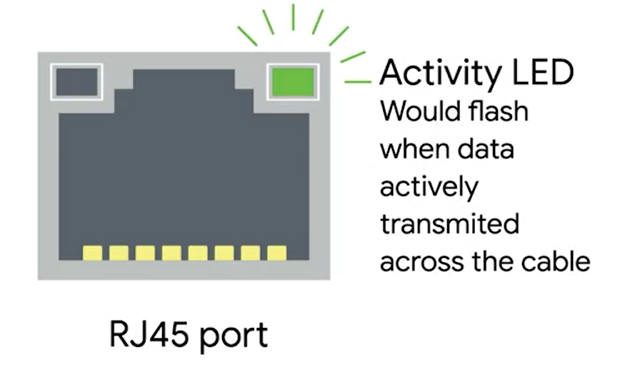 Activity LED
Would flash
when data
actively
transmited
across the cable
RJ45 port